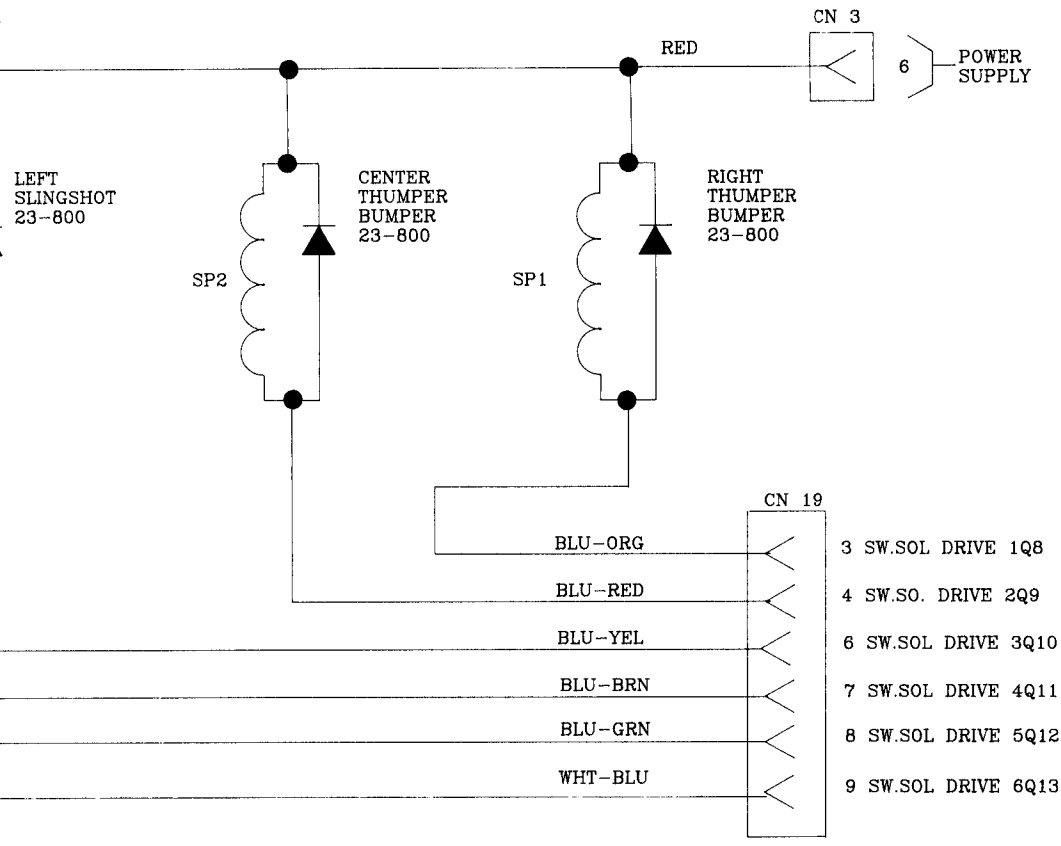 CN 3
RED
6
POWER
SUPPLY
LEFT
SLINGSHOT
23-800
CENTER
THUMPER
BUMPER
23-800
RIGHT
THUMPER
BUMPER
23-800
SP2
SP1
CN 19
BLU-ORG
3 SW.SOL DRIVE 1Q8
BLU-RED
4 SW.SO. DRIVE 2Q9
BLU-YEL
6 SW.SOL DRIVE 3Q10
BLU-BRN
7 SW.SOL DRIVE 4Q11
BLU-GRN
8 SW.SOL DRIVE 5Q12
WHT-BLU
9 SW.SOL DRIVE 6Q13